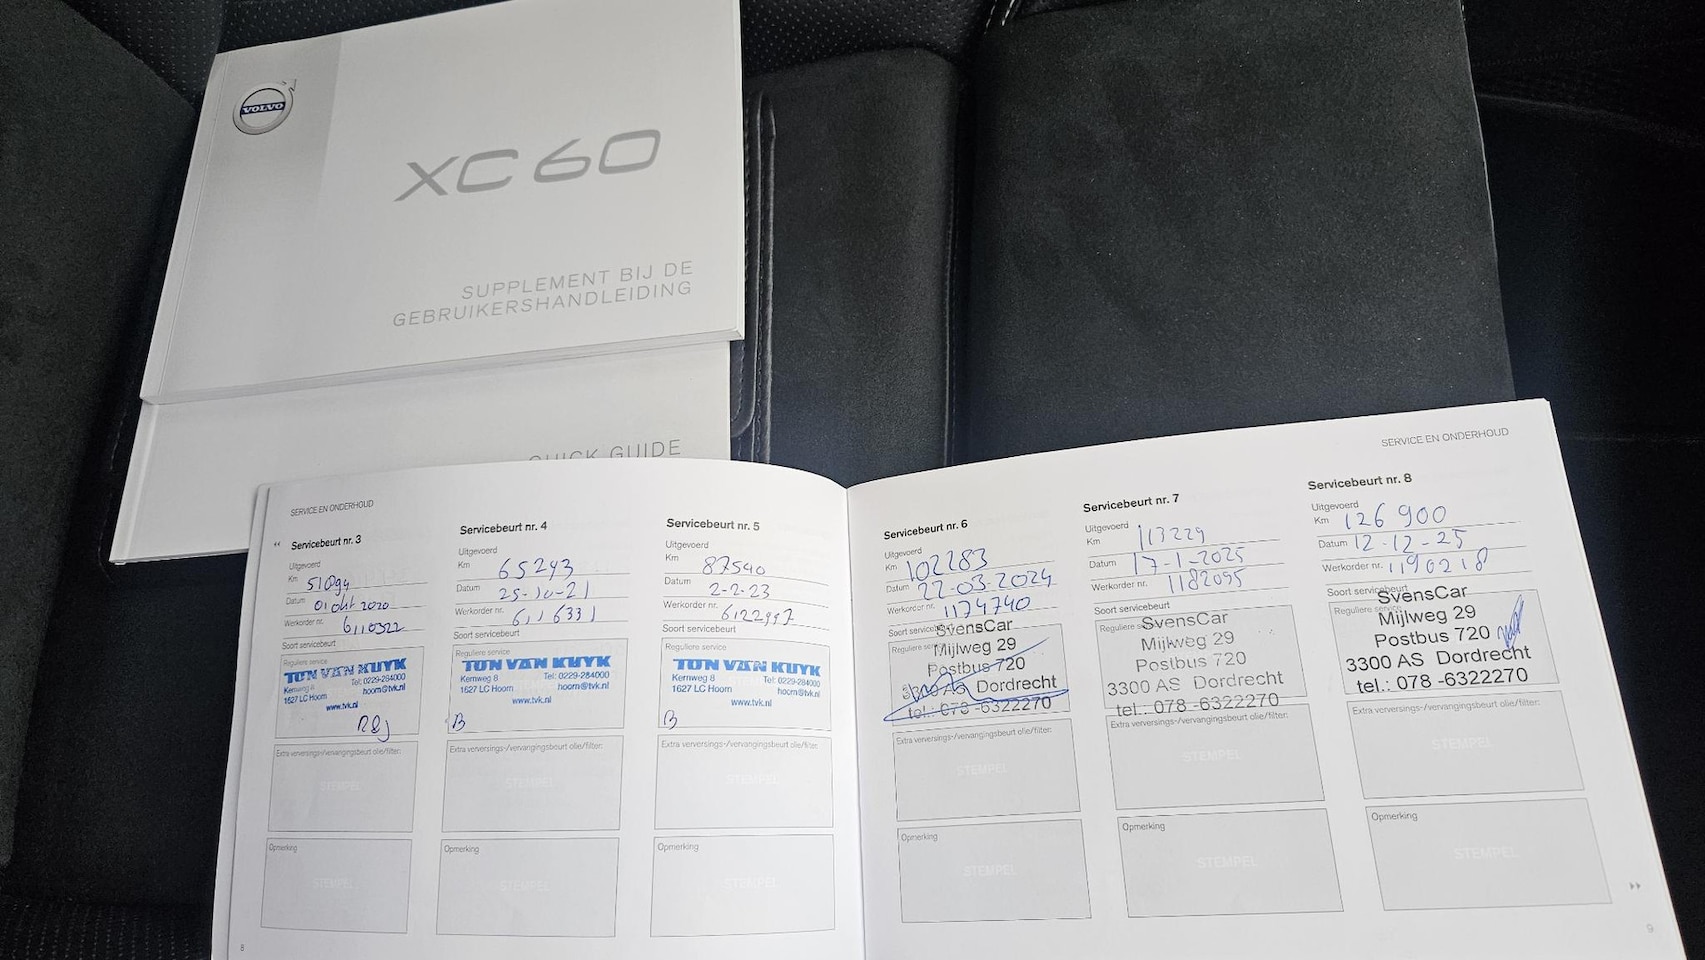 VOLVO
XC60
SUPPLEMENT BIJ DE
GEBRUIKERSHANDLEIDING
QUICK GUIDE
SERVICE EN ONDERHOUD
Servicebeurt nr. 3
Uitgevoerd
Km 51094
Datum 01 okt 2020
Werkorder nr. 6110322
Soort servicebeurt
Reguliere service
TON VAN KUYK
Kernweg 8 Tel: 0229-284000
1627 LC Hoorn hoorn@tvk.nl
www.tvk.nl
Extra verversings-/vervangingsbeurt olie/filter:
STEMPEL
Opmerking
STEMPEL
8
Servicebeurt nr. 4
Uitgevoerd
Km 65243
Datum 25-10-21
Werkorder nr. 6116331
Soort servicebeurt
Reguliere service
TON VAN KUYK
Kernweg 8 Tel: 0229-284000
1627 LC Hoorn hoorn@tvk.nl
www.tvk.nl
B
Extra verversings-/vervangingsbeurt olie/filter:
STEMPEL
Opmerking
STEMPEL
Servicebeurt nr. 5
Uitgevoerd
Km 87540
Datum 2-2-23
Werkorder nr. 6122997
Soort servicebeurt
Reguliere service
TON VAN KUYK
Kernweg 8 Tel: 0229-284000
1627 LC Hoorn hoorn@tvk.nl
www.tvk.nl
B
Extra verversings-/vervangingsbeurt olie/filter:
STEMPEL
Opmerking
STEMPEL
SERVICE EN ONDERHOUD
Servicebeurt nr. 6
Uitgevoerd
Km 102283
Datum 22-03-2024
Werkorder nr. 1174740
Soort servicebeurt
Reguliere service
SvensCar
Mijlweg 29
Postbus 720
3300 AS Dordrecht
tel.: 078 -6322270
Extra verversings-/vervangingsbeurt olie/filter:
STEMPEL
Opmerking
STEMPEL
Servicebeurt nr. 7
Uitgevoerd
Km 113229
Datum 17-1-2025
Werkorder nr. 1182095
Soort servicebeurt
Reguliere service
SvensCar
Mijlweg 29
Postbus 720
3300 AS Dordrecht
tel.: 078 -6322270
Extra verversings-/vervangingsbeurt olie/filter:
STEMPEL
Opmerking
STEMPEL
Servicebeurt nr. 8
Uitgevoerd
Km 126900
Datum 12-12-25
Werkorder nr. 1190218
Soort servicebeurt
Reguliere service
SvensCar
Mijlweg 29
Postbus 720
3300 AS Dordrecht
tel.: 078 -6322270
Extra verversings-/vervangingsbeurt olie/filter:
STEMPEL
Opmerking
STEMPEL
9